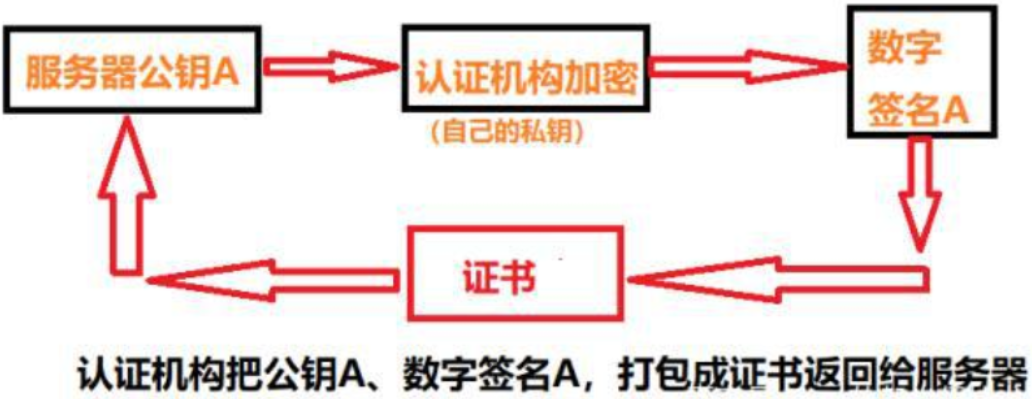 服务器公钥A
认证机构加密
（自己的私钥）
数字
签名A
证书
认证机构把公钥A、数字签名A，打包成证书返回给服务器